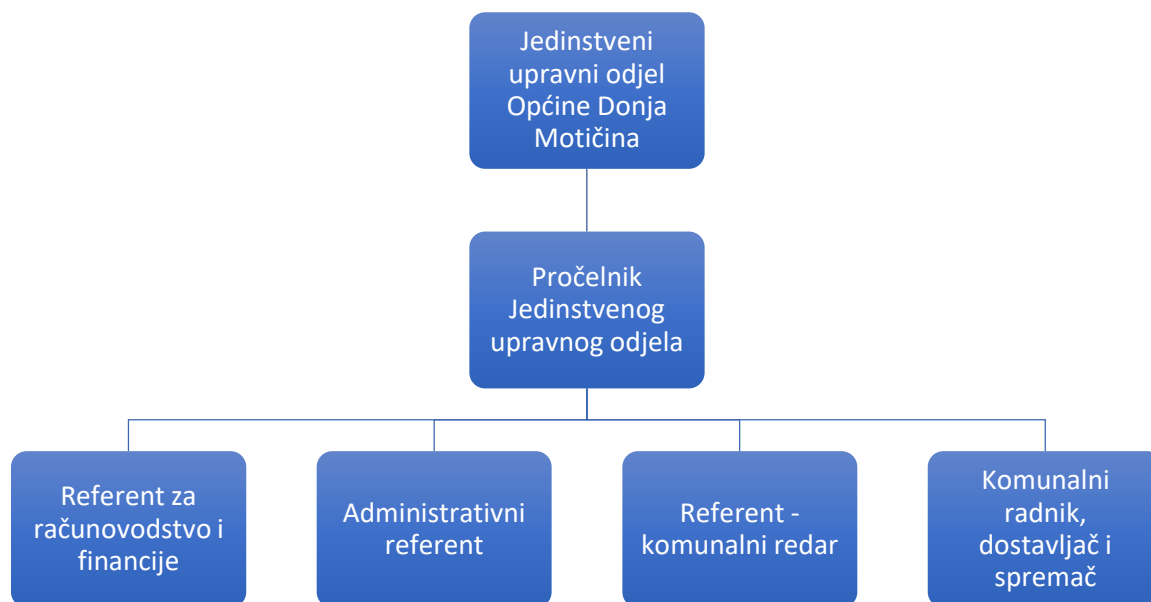 Jedinstveni
upravni odjel
Općine Donja
Motičina
Pročelnik
Jedinstvenog
upravnog odjela
Referent za
računovodstvo i
financije
Administrativni
referent
Referent -
komunalni redar
Komunalni
radnik,
dostavljač i
spremač